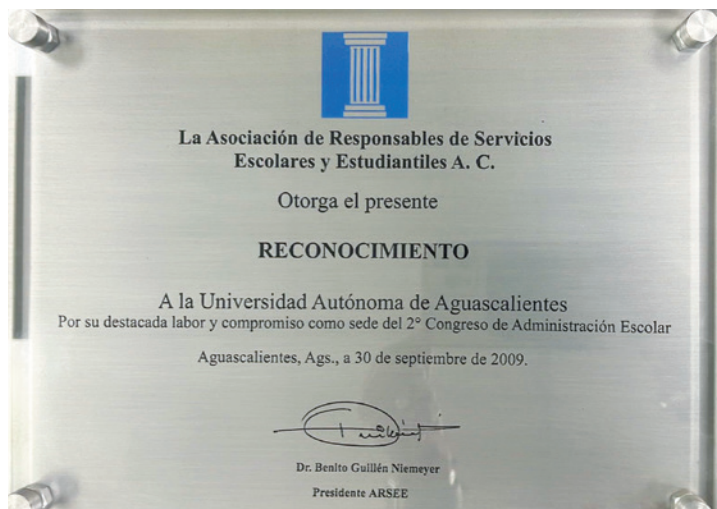 La Asociación de Responsables de Servicios
Escolares y Estudiantiles A. C.
Otorga el presente
RECONOCIMIENTO
A la Universidad Autónoma de Aguascalientes
Por su destacada labor y compromiso como sede del 2° Congreso de Administración Escolar
Aguascalientes, Ags., a 30 de septiembre de 2009.
Dr. Benito Guillén Niemeyer
Presidente ARSEE